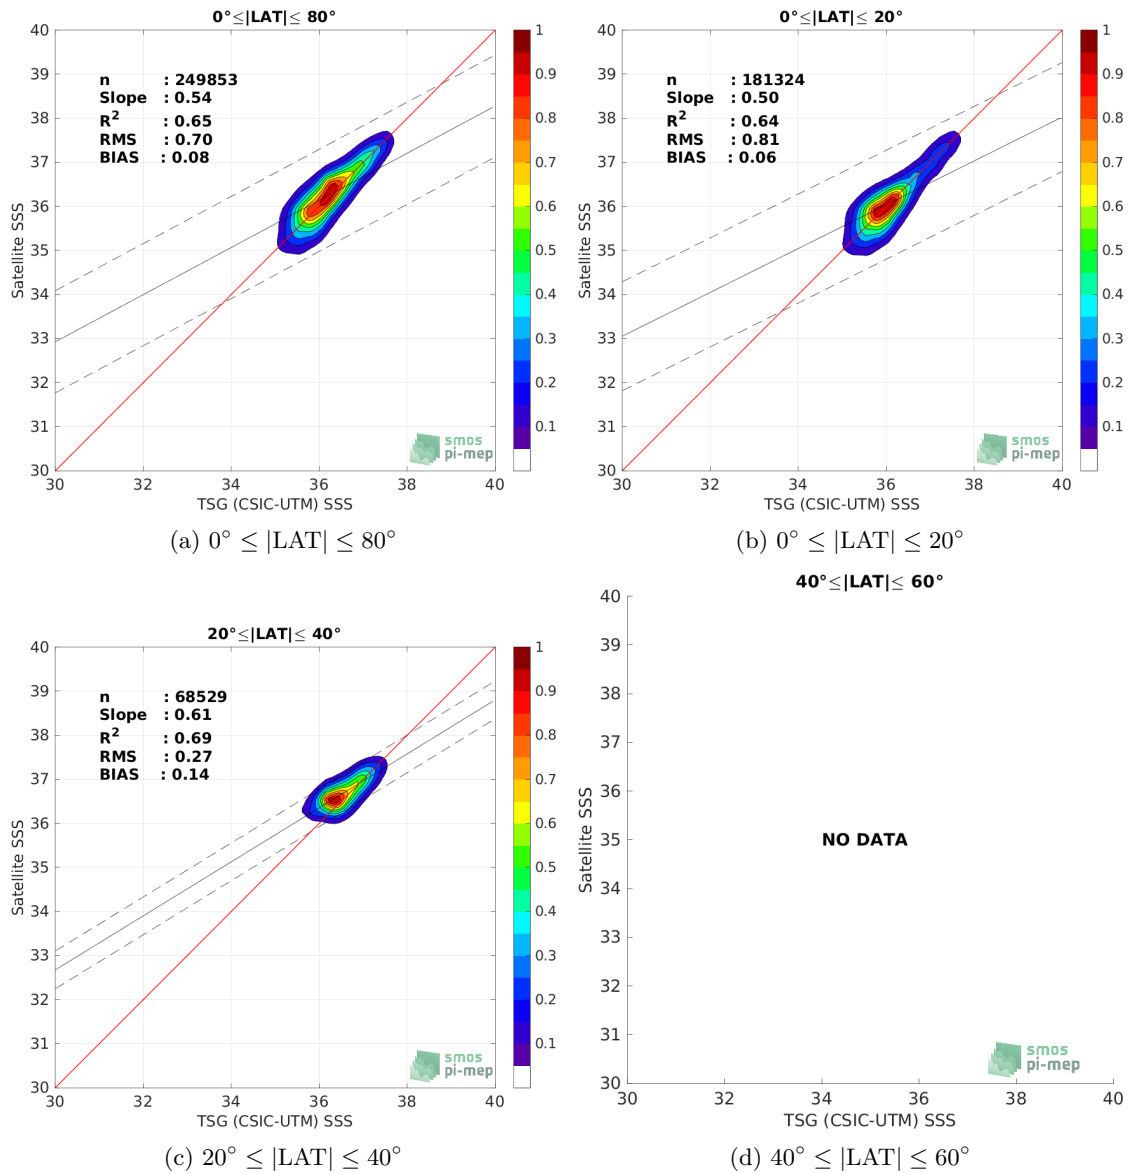 0°≤|LAT|≤ 80°
n : 249853
Slope : 0.54
R2 : 0.65
RMS : 0.70
BIAS : 0.08
Satellite SSS
40
39
38
37
36
35
34
33
32
31
30
30 32 34 36 38 40
TSG (CSIC-UTM) SSS
1
0.9
0.8
0.7
0.6
0.5
0.4
0.3
0.2
0.1
smos
pi-mep
(a) 0° ≤ |LAT| ≤ 80°
0°≤|LAT|≤ 20°
n : 181324
Slope : 0.50
R2 : 0.64
RMS : 0.81
BIAS : 0.06
Satellite SSS
40
39
38
37
36
35
34
33
32
31
30
30 32 34 36 38 40
TSG (CSIC-UTM) SSS
1
0.9
0.8
0.7
0.6
0.5
0.4
0.3
0.2
0.1
smos
pi-mep
(b) 0° ≤ |LAT| ≤ 20°
20°≤|LAT|≤ 40°
n : 68529
Slope : 0.61
R2 : 0.69
RMS : 0.27
BIAS : 0.14
Satellite SSS
40
39
38
37
36
35
34
33
32
31
30
30 32 34 36 38 40
TSG (CSIC-UTM) SSS
1
0.9
0.8
0.7
0.6
0.5
0.4
0.3
0.2
0.1
smos
pi-mep
(c) 20° ≤ |LAT| ≤ 40°
40°≤|LAT|≤ 60°
Satellite SSS
40
39
38
37
36
35
34
33
32
31
30
NO DATA
30 32 34 36 38 40
TSG (CSIC-UTM) SSS
smos
pi-mep
(d) 40° ≤ |LAT| ≤ 60°